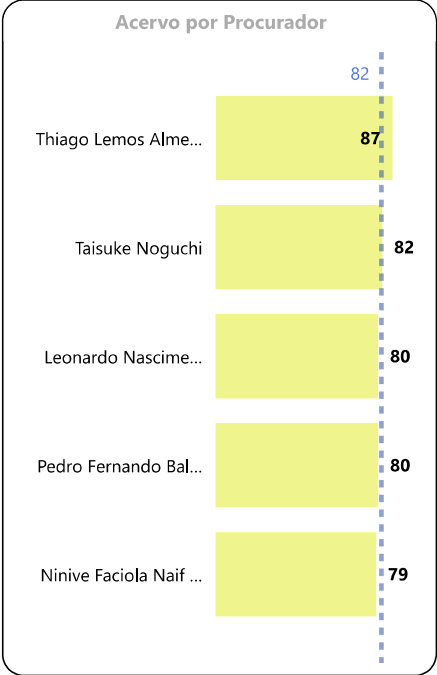 Acervo por Procurador
82
Thiago Lemos Alme... 87
Taisuke Noguchi 82
Leonardo Nascime... 80
Pedro Fernando Bal... 80
Ninive Faciola Naif ... 79